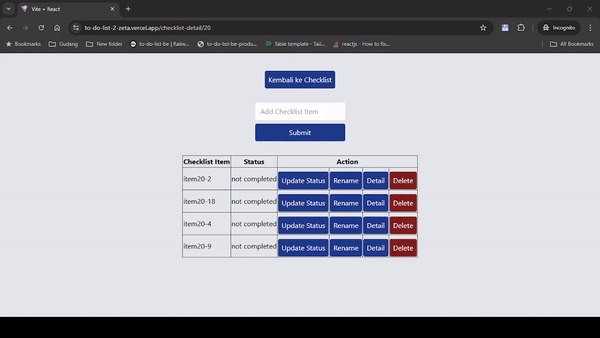 Vite + React
to-do-list-2-zeta.vercel.app/checklist-detail/20
Incognito
Bookmarks
Gudang
New folder
to-do-list-be | Railw...
to-do-list-be-produ...
Table template - Tail...
reactjs - How to fix...
All Bookmarks
Kembali ke Checklist
Add Checklist Item
Submit
Checklist Item Status Action
item20-2 not completed Update Status Rename Detail Delete
item20-18 not completed Update Status Rename Detail Delete
item20-4 not completed Update Status Rename Detail Delete
item20-9 not completed Update Status Rename Detail Delete